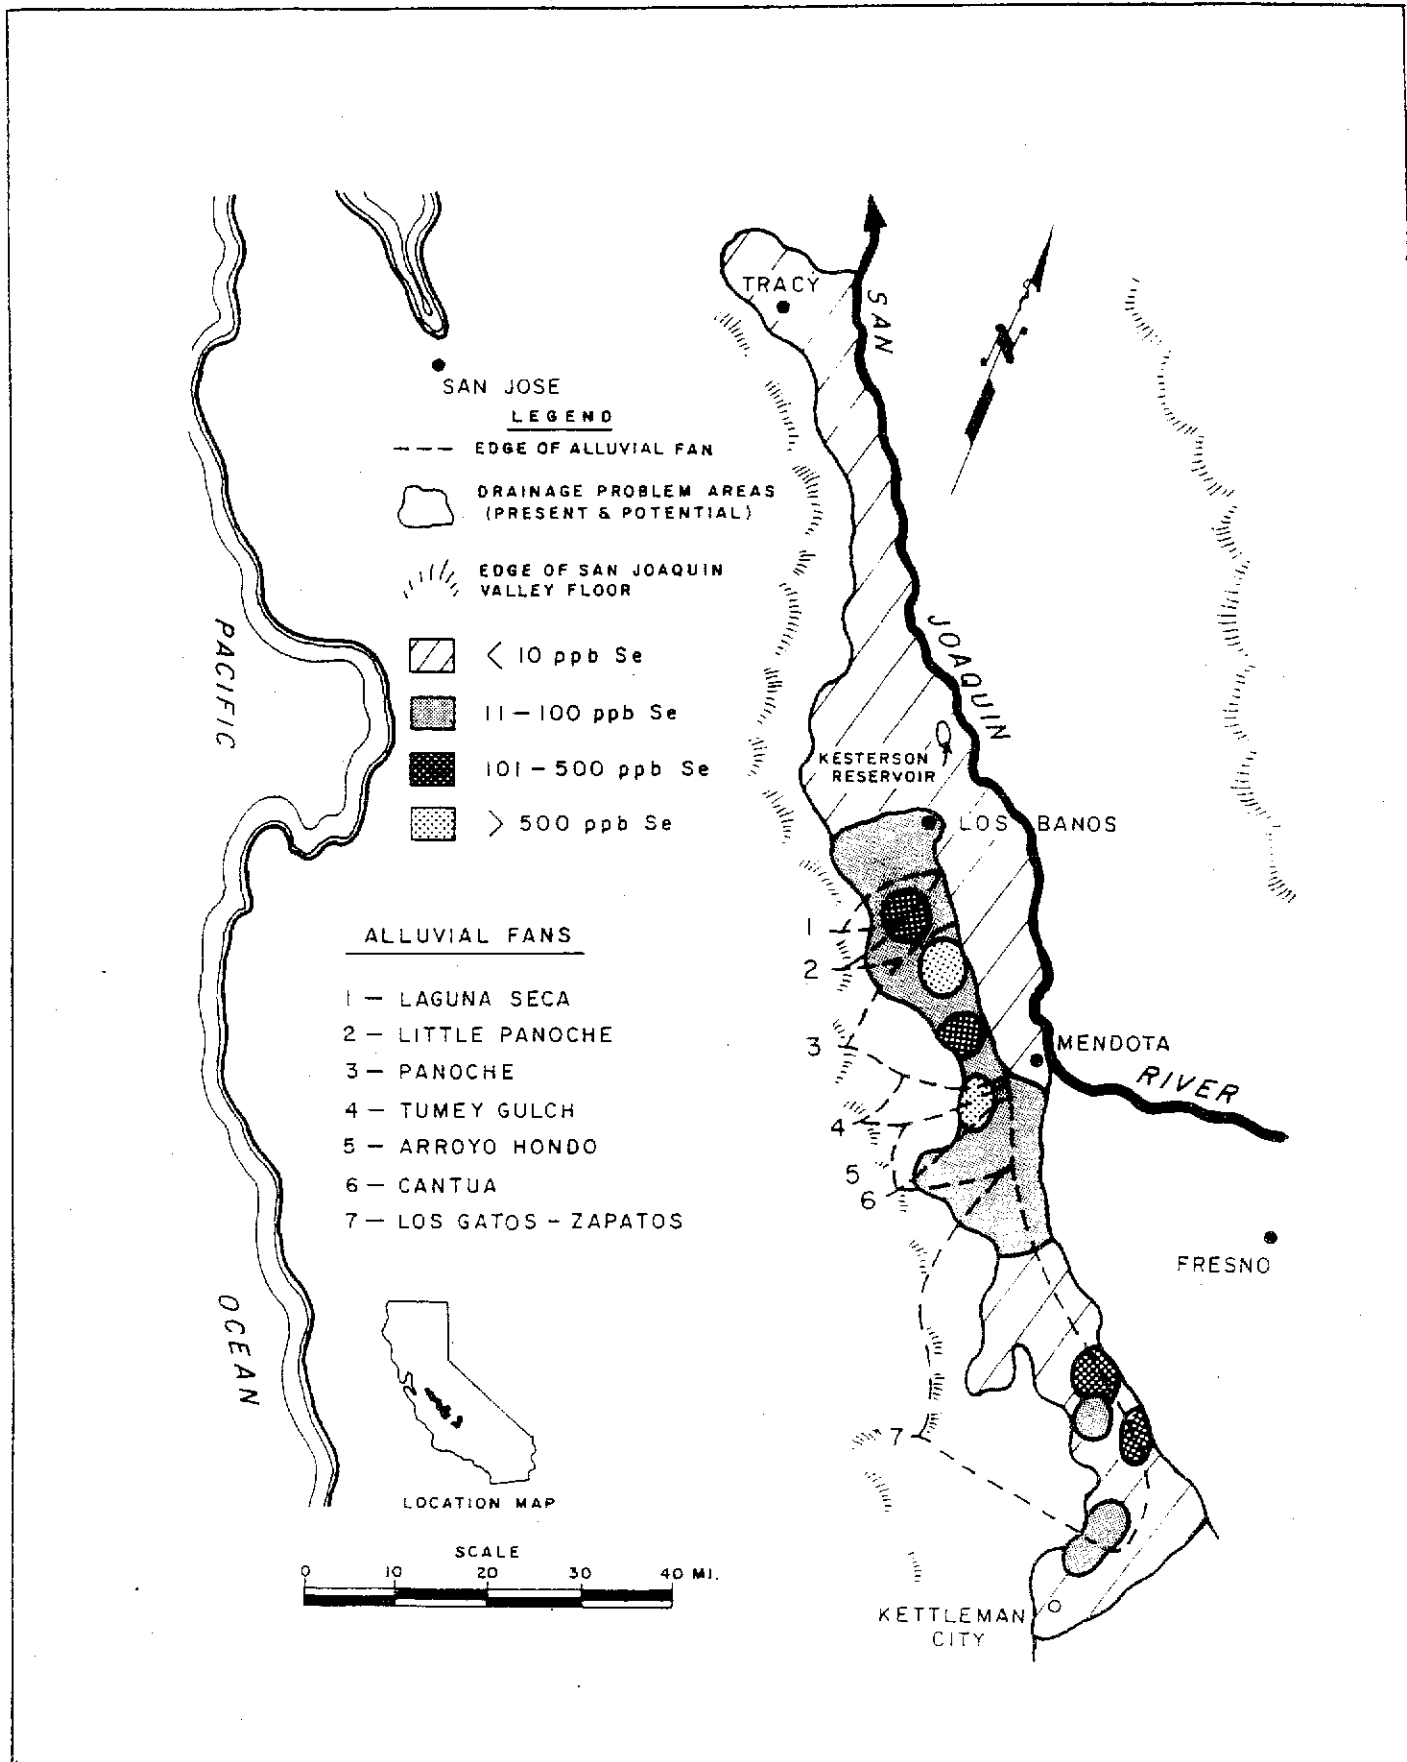 TRACY
SAN
N
SAN JOSE
LEGEND
EDGE OF ALLUVIAL FAN
DRAINAGE PROBLEM AREAS
(PRESENT & POTENTIAL)
EDGE OF SAN JOAQUIN
VALLEY FLOOR
< 10 ppb Se
11-100 ppb Se
101-500 ppb Se
> 500 ppb Se
PACIFIC
JOAQUIN
KESTERSON
RESERVOIR
LOS BANOS
ALLUVIAL FANS
1 - LAGUNA SECA
2 - LITTLE PANOCHE
3 - PANOCHE
4 - TUMEY GULCH
5 - ARROYO HONDO
6 - CANTUA
7 - LOS GATOS - ZAPATOS
1
2
3
4
5
6
7
MENDOTA
RIVER
FRESNO
OCEAN
LOCATION MAP
SCALE
0 10 20 30 40 MI.
KETTLEMAN
CITY